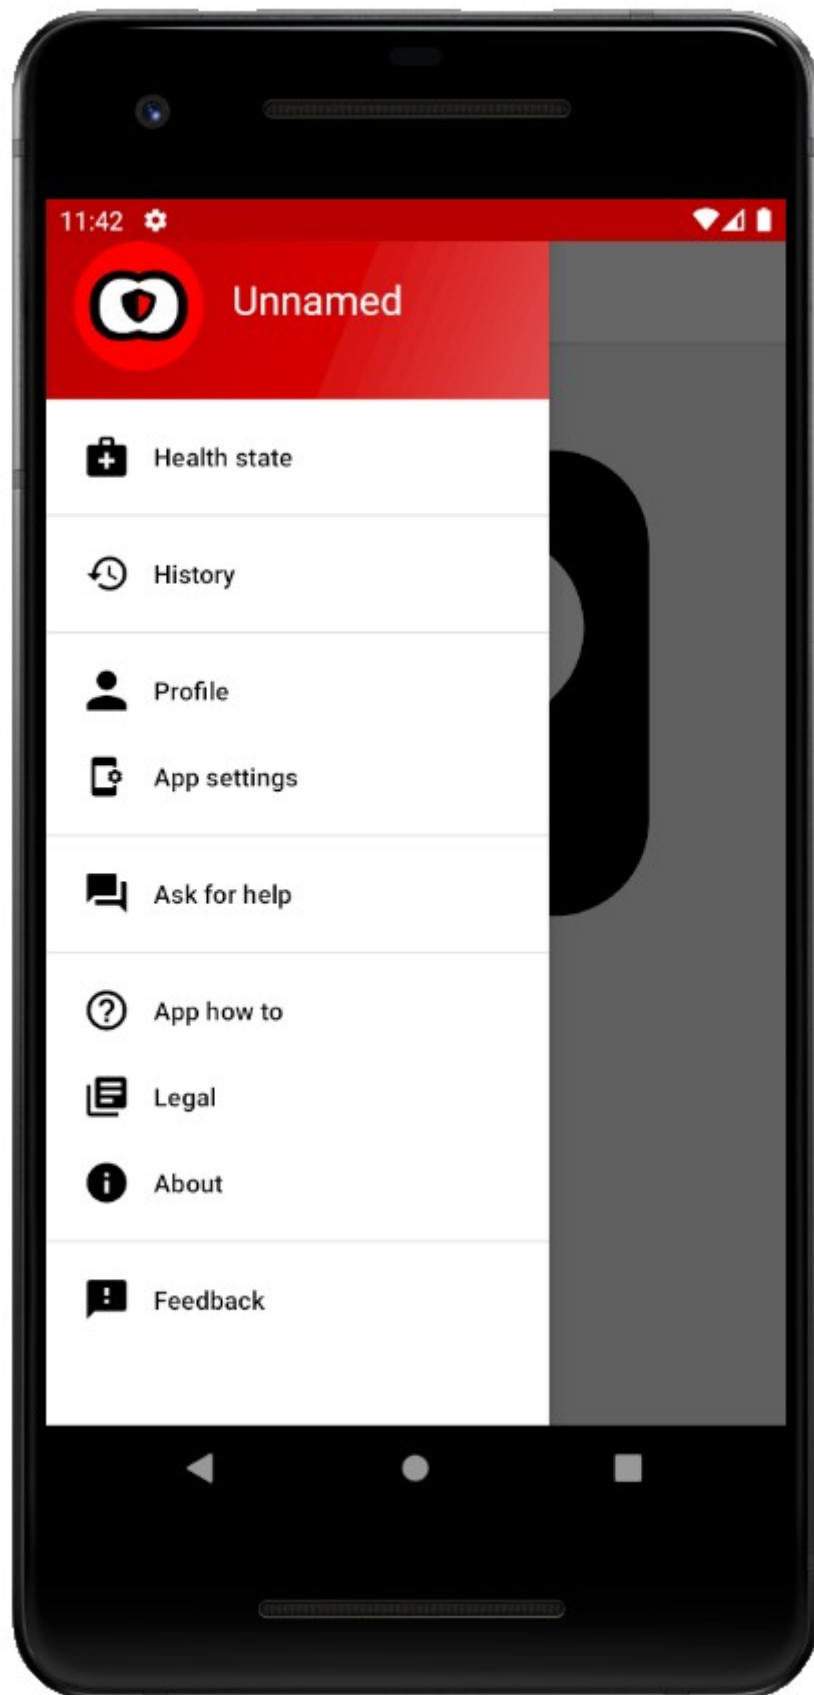 11:42
Unnamed
Health state
History
Profile
App settings
Ask for help
App how to
Legal
About
Feedback